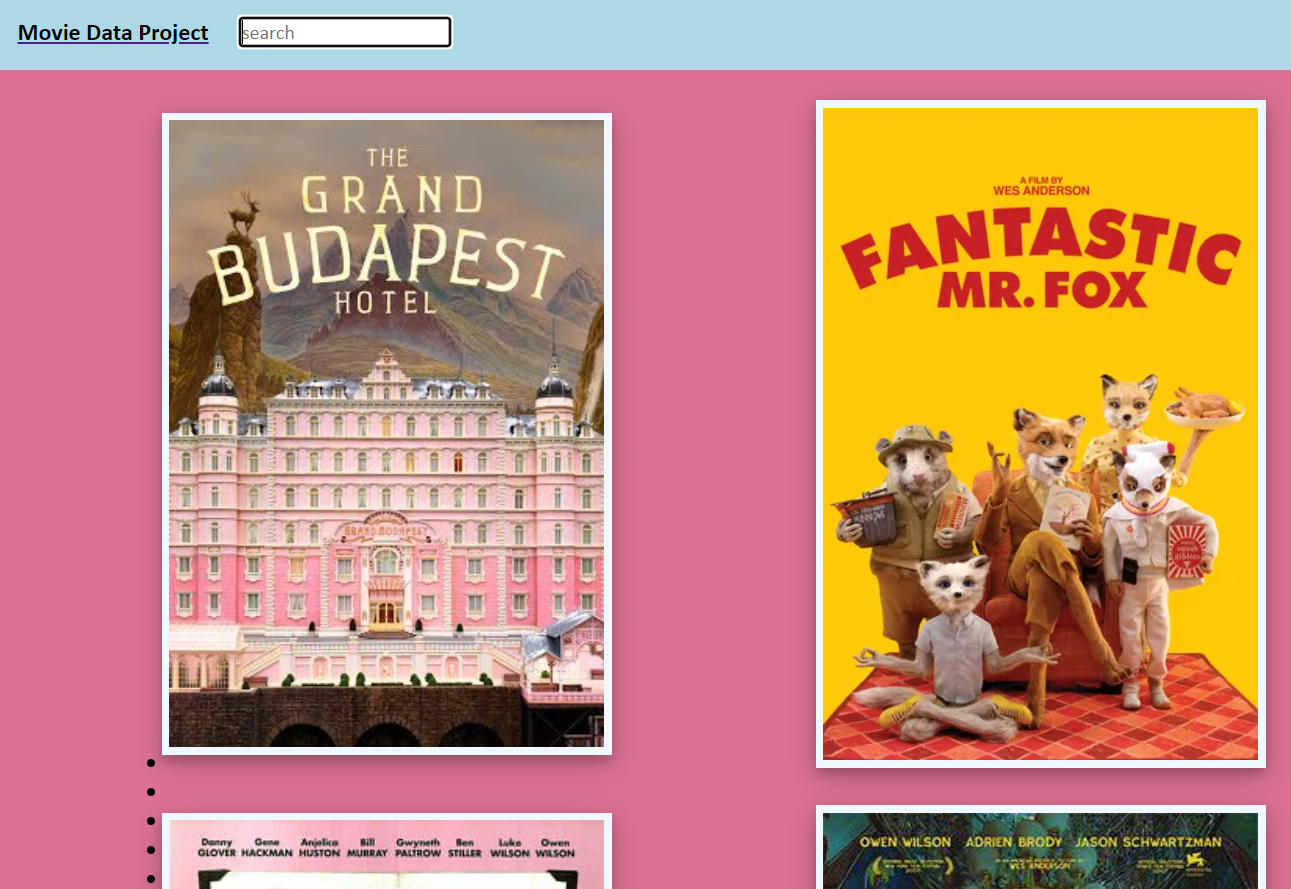 Movie Data Project
search
THE
GRAND
BUDAPEST
HOTEL
GRAND BUDAPEST
A FILM BY
WES ANDERSON
FANTASTIC
MR. FOX
Danny Gene Anjelica Bill Gwyneth Ben Luke Owen
GLOVER HACKMAN HUSTON MURRAY PALTROW STILLER WILSON WILSON
OWEN WILSON ADRIEN BRODY JASON SCHWARTZMAN
WES ANDERSON